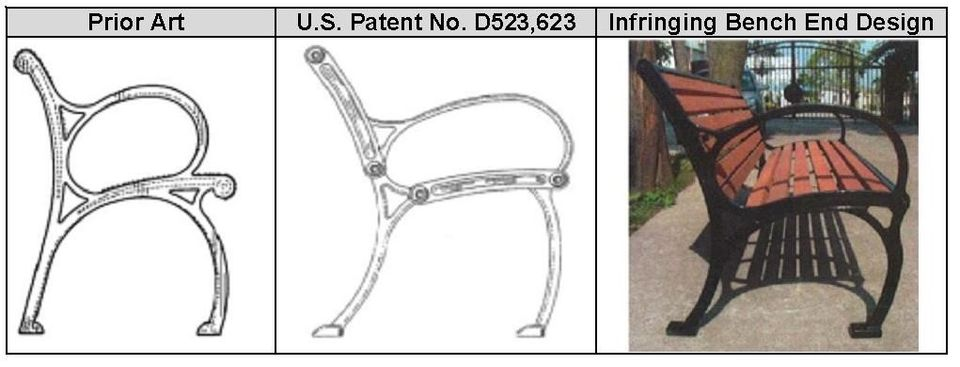 Prior Art
U.S. Patent No. D523,623
Infringing Bench End Design